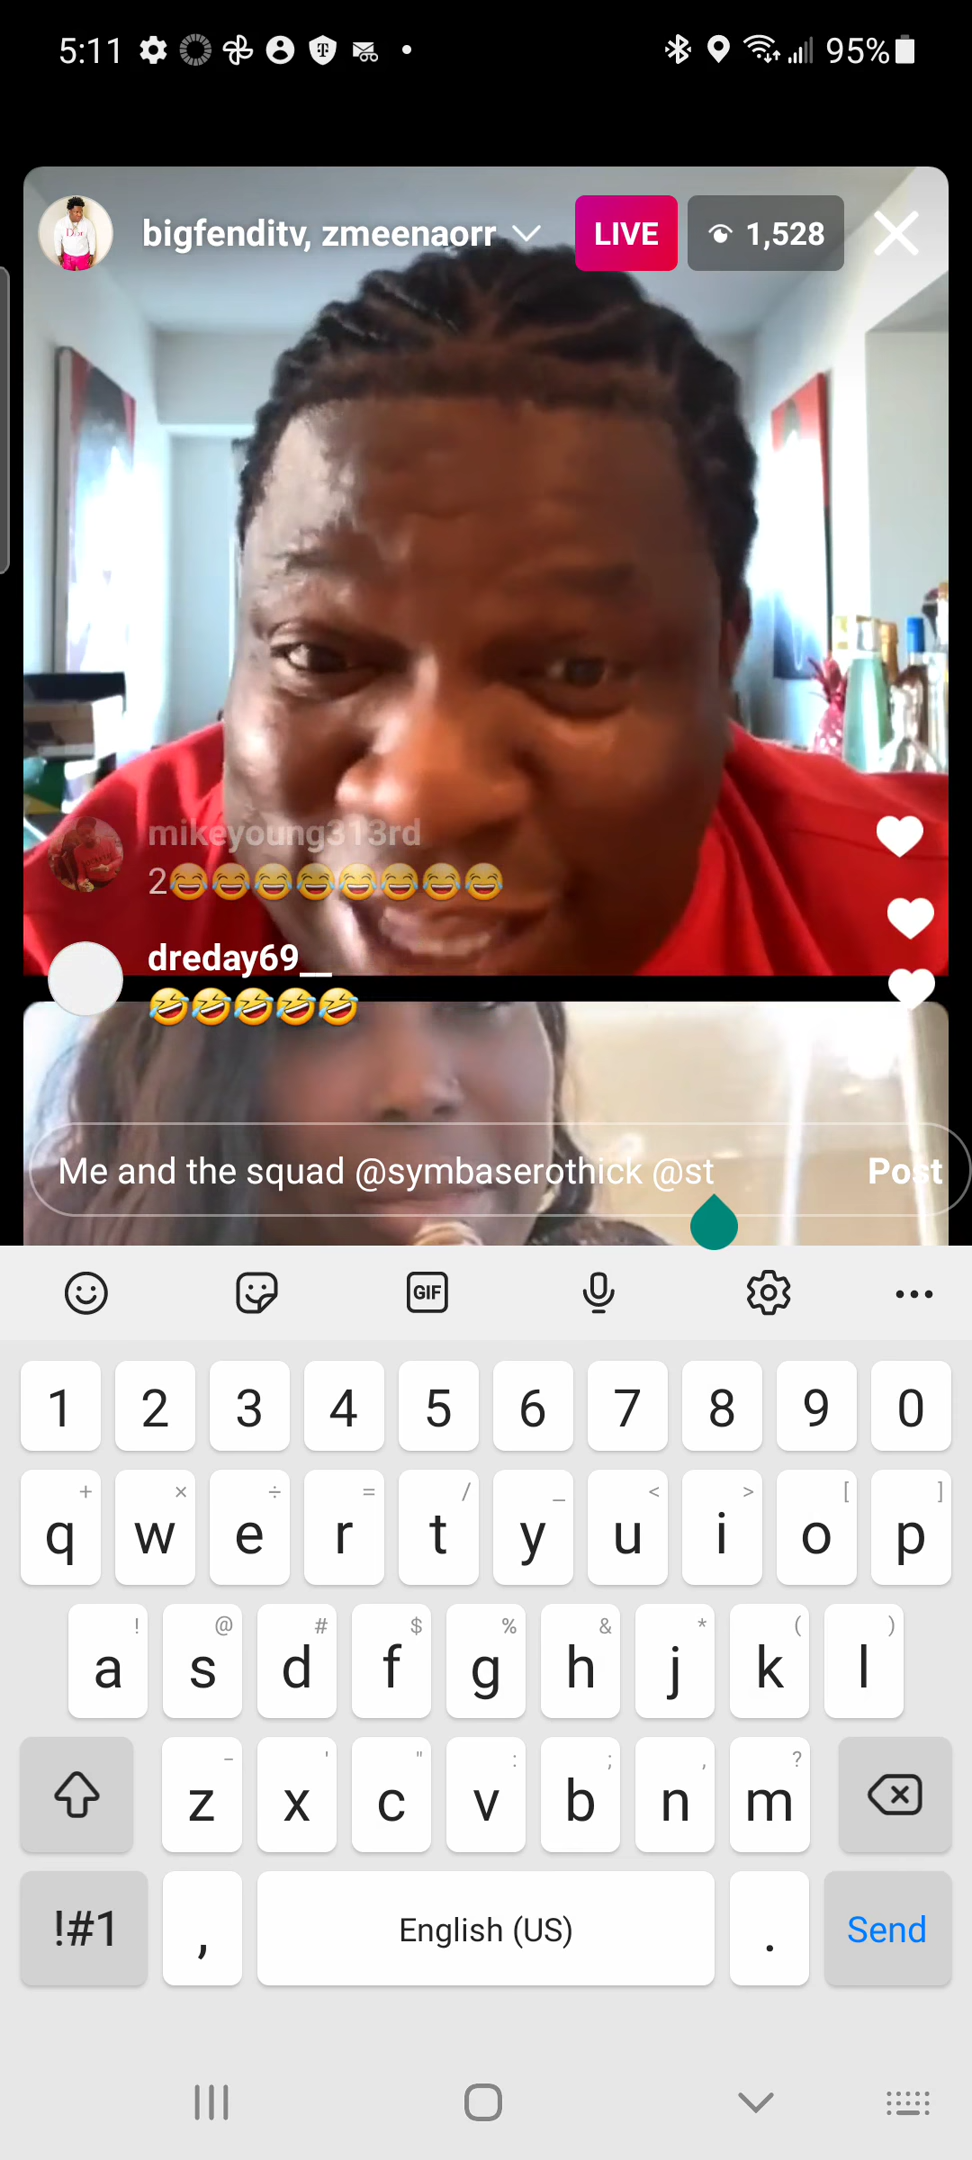 5:11 95%
bigfenditv, zmeenaorr LIVE 1,528
mikeyoung313rd
2😂😂😂😂😂😂😂😂
dreday69__
🤣🤣🤣🤣🤣
Me and the squad @symbaserothick @st Post
GIF
1 2 3 4 5 6 7 8 9 0
+ × ÷ = / _ < > [ ]
q w e r t y u i o p
! @ # $ % & * ( )
a s d f g h j k l
- ' " : ; , ?
z x c v b n m
!#1 , English (US) . Send